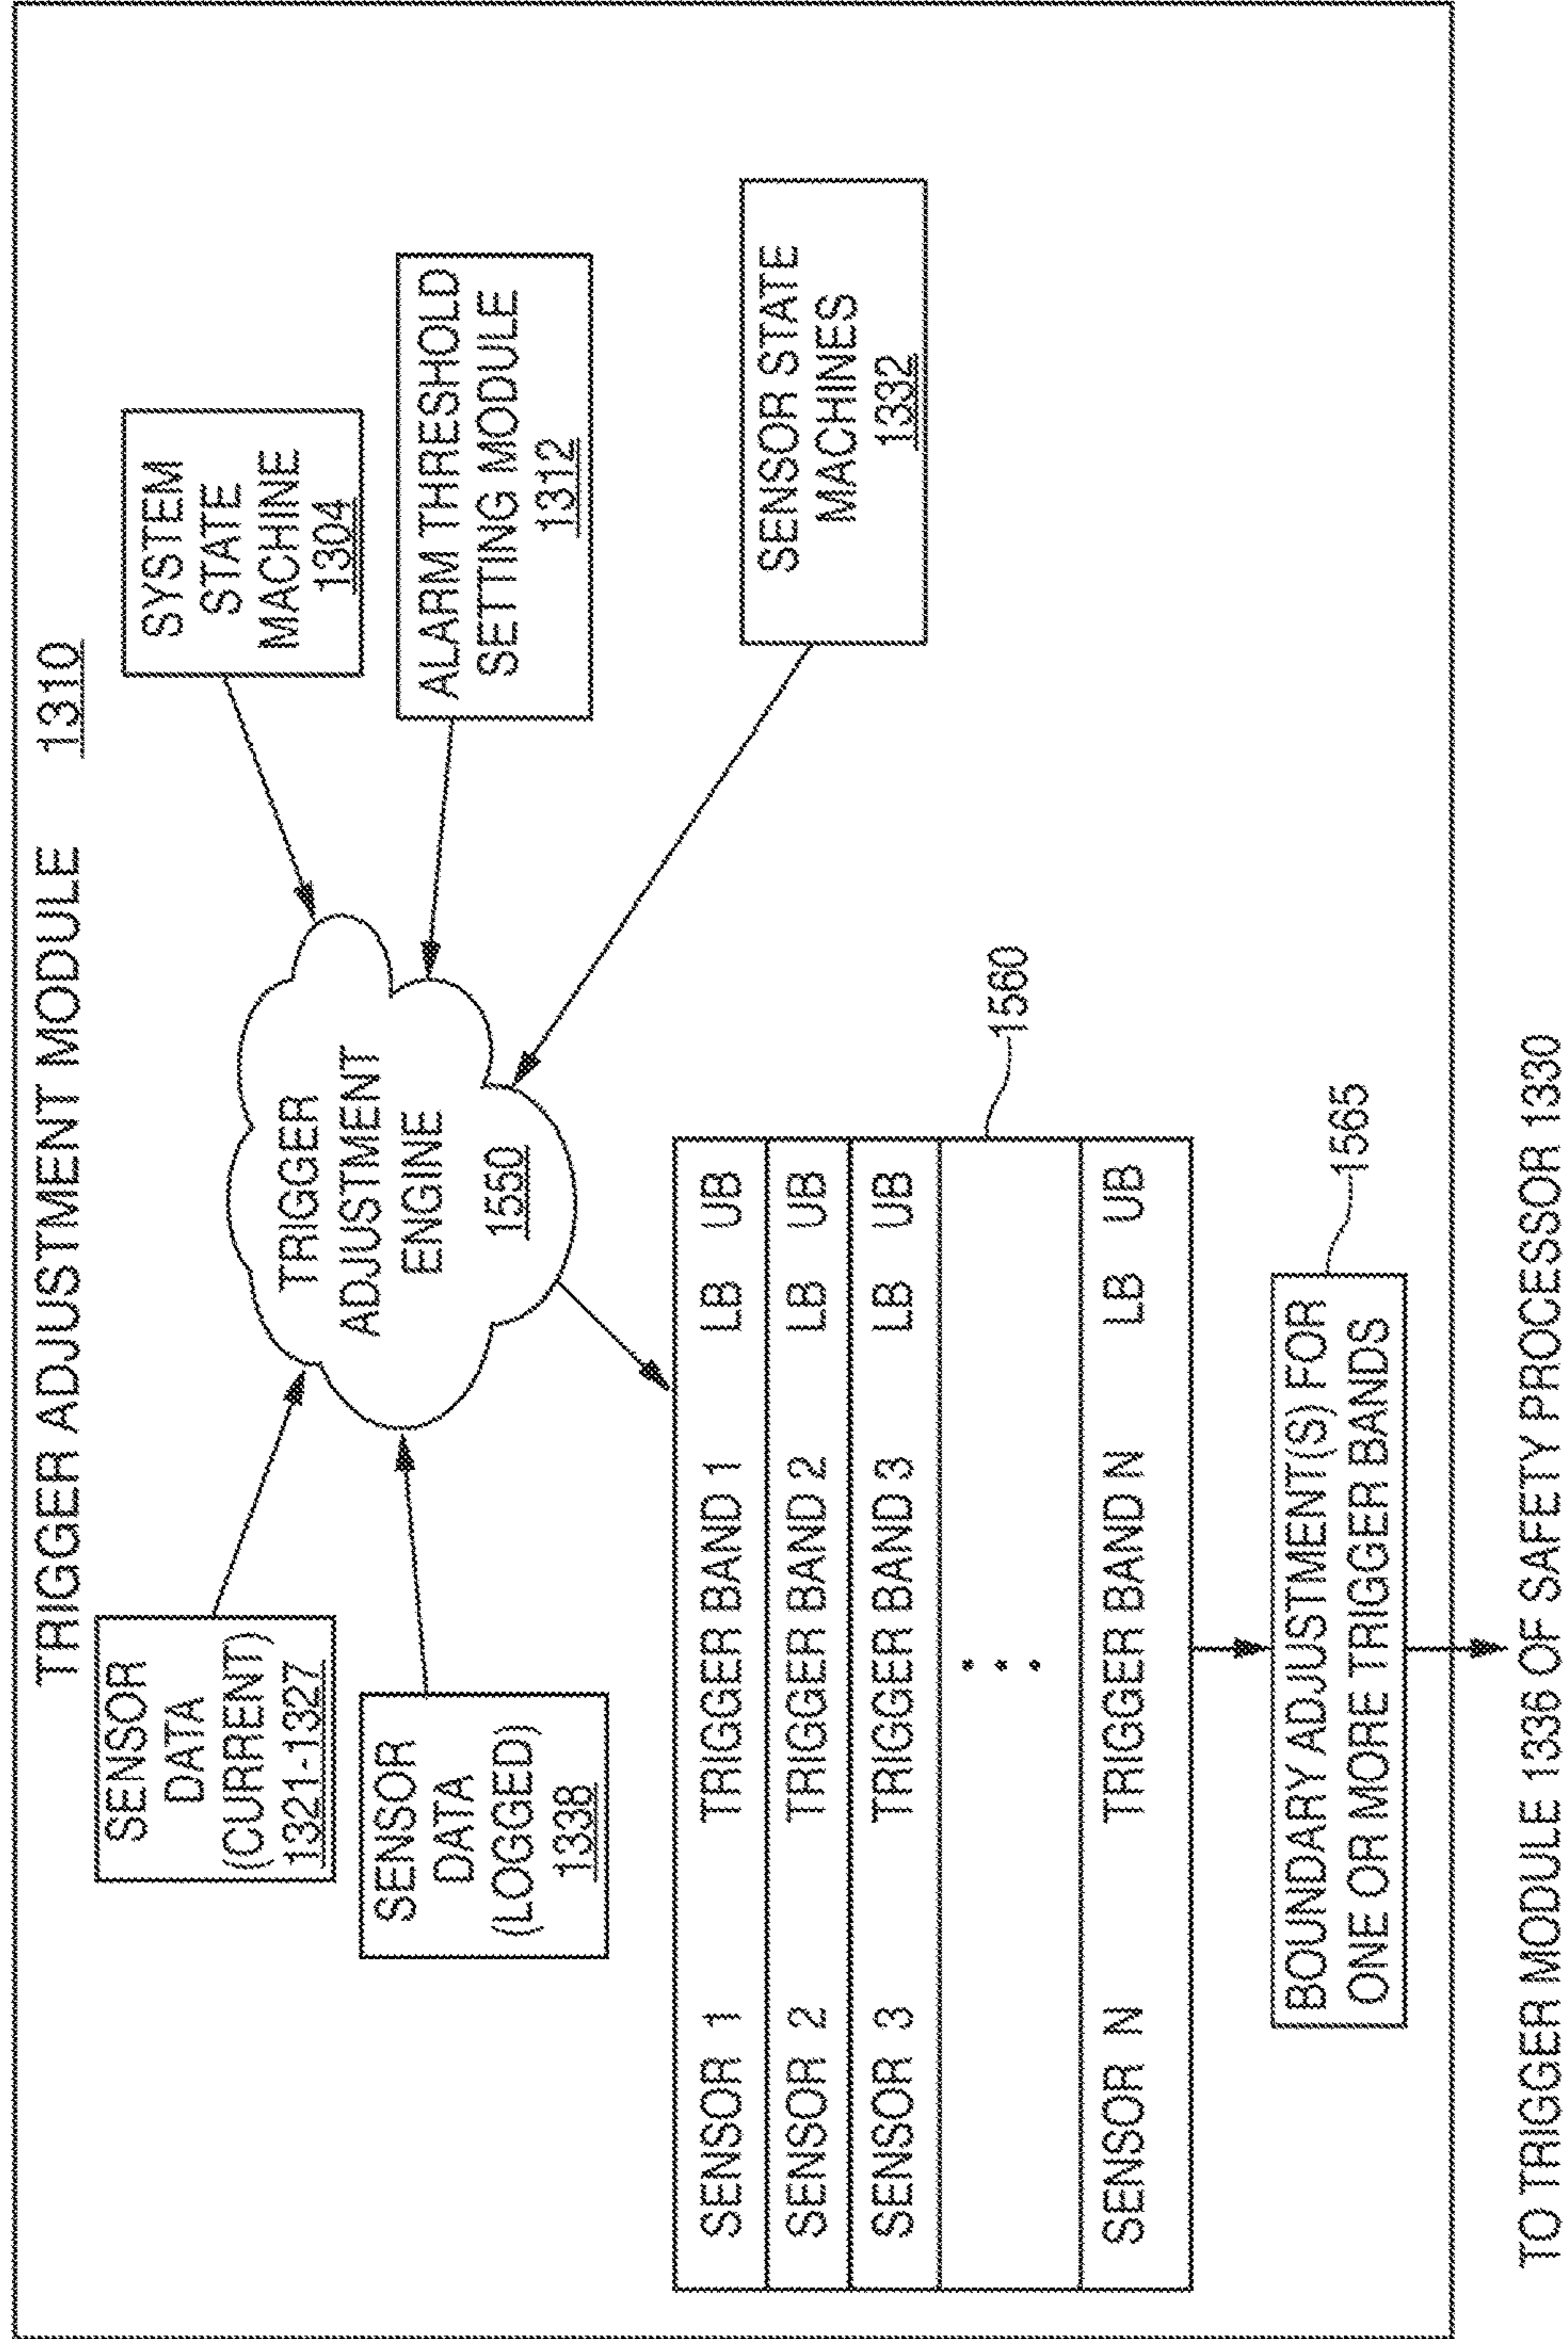 TRIGGER ADJUSTMENT MODULE 1310
SENSOR
DATA
(CURRENT)
1321-1327
SENSOR
DATA
(LOGGED)
1338
TRIGGER
ADJUSTMENT
ENGINE
1550
SYSTEM
STATE
MACHINE
1304
ALARM THRESHOLD
SETTING MODULE
1312
SENSOR STATE
MACHINES
1332
SENSOR 1 TRIGGER BAND 1 LB UB
SENSOR 2 TRIGGER BAND 2 LB UB
SENSOR 3 TRIGGER BAND 3 LB UB
• • •
SENSOR N TRIGGER BAND N LB UB
1560
BOUNDARY ADJUSTMENT(S) FOR
ONE OR MORE TRIGGER BANDS
1565
TO TRIGGER MODULE 1336 OF SAFETY PROCESSOR 1330